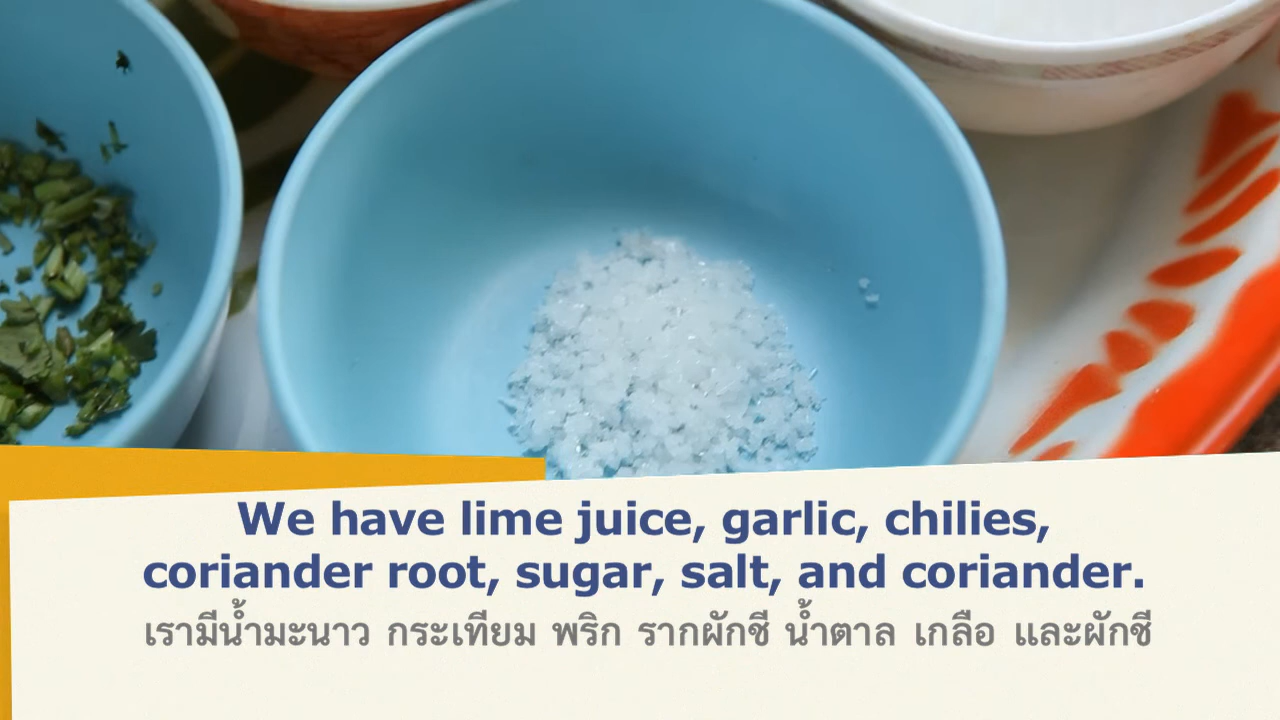 We have lime juice, garlic, chilies,
coriander root, sugar, salt, and coriander.
เรามีน้ำมะนาว กระเทียม พริก รากผักชี น้ำตาล เกลือ และผักชี